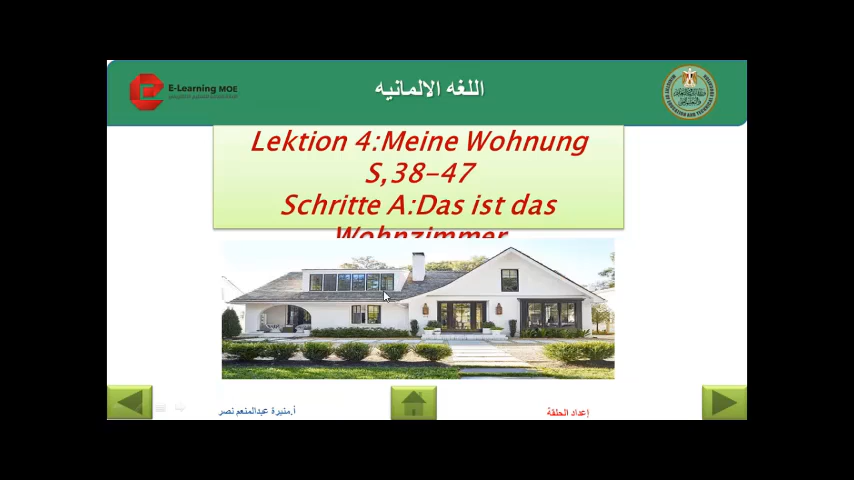 E-Learning MOE
اللغه الالمانيه
Lektion 4:Meine Wohnung
S,38-47
Schritte A:Das ist das
Wohnzimmer
أ.منيرة عبدالمنعم نصر
إعداد الحلقة